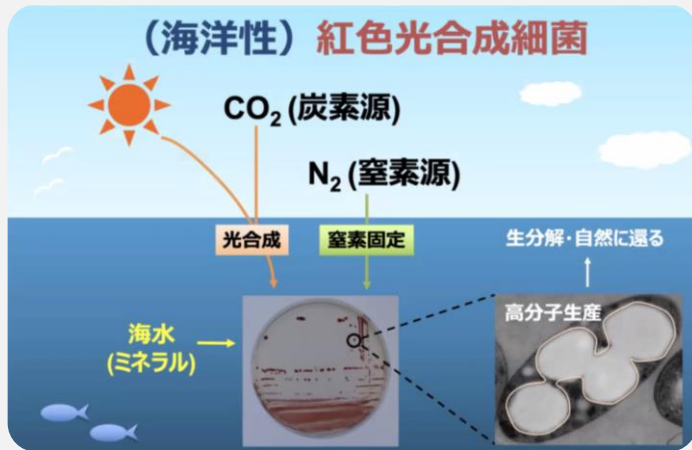 （海洋性）紅色光合成細菌
CO₂ (炭素源)
N₂ (窒素源)
光合成
窒素固定
生分解・自然に還る
海水
(ミネラル)
高分子生産